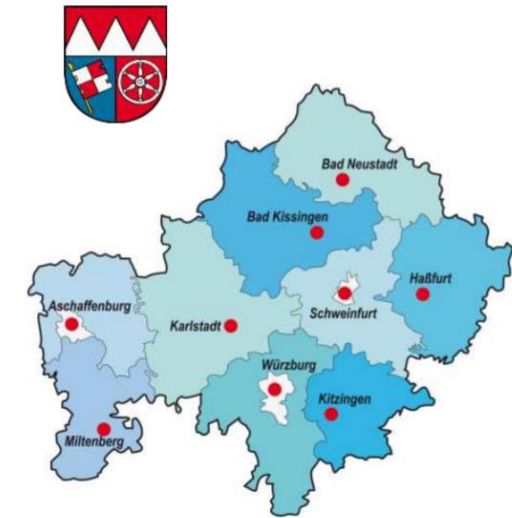 Bad Neustadt
Bad Kissingen
Haßfurt
Aschaffenburg
Schweinfurt
Karlstadt
Würzburg
Kitzingen
Miltenberg